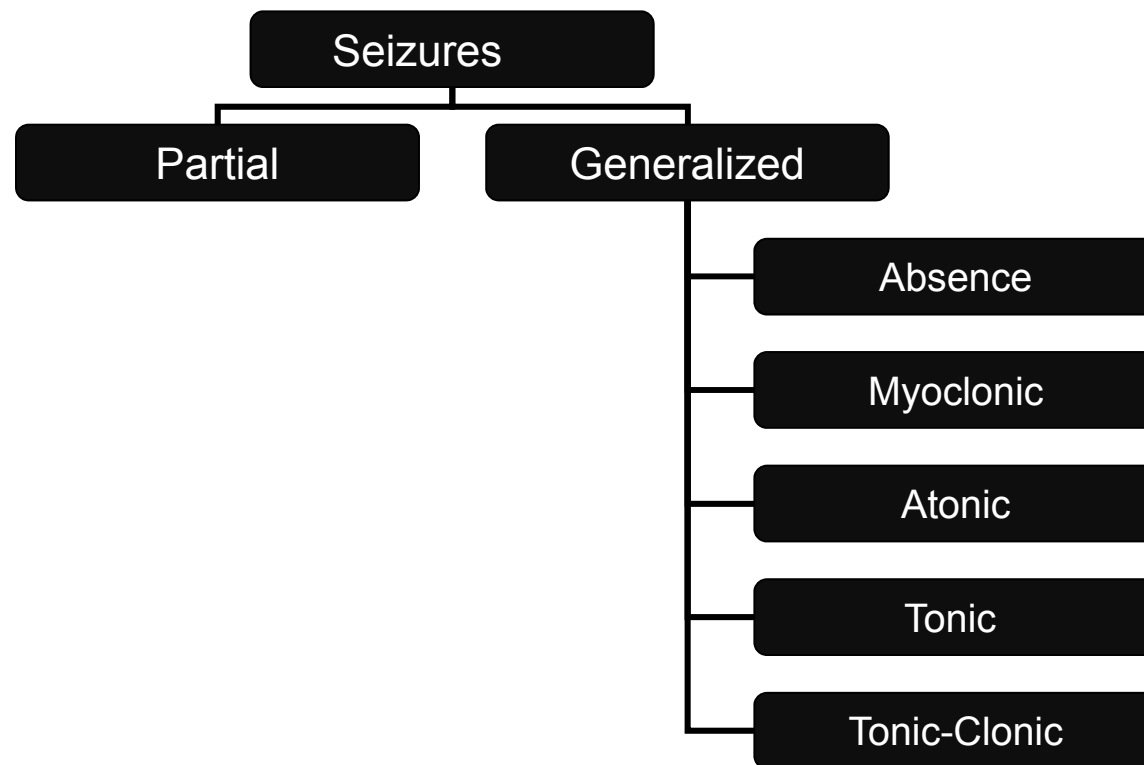 Seizures
Partial
Generalized
Absence
Myoclonic
Atonic
Tonic
Tonic-Clonic